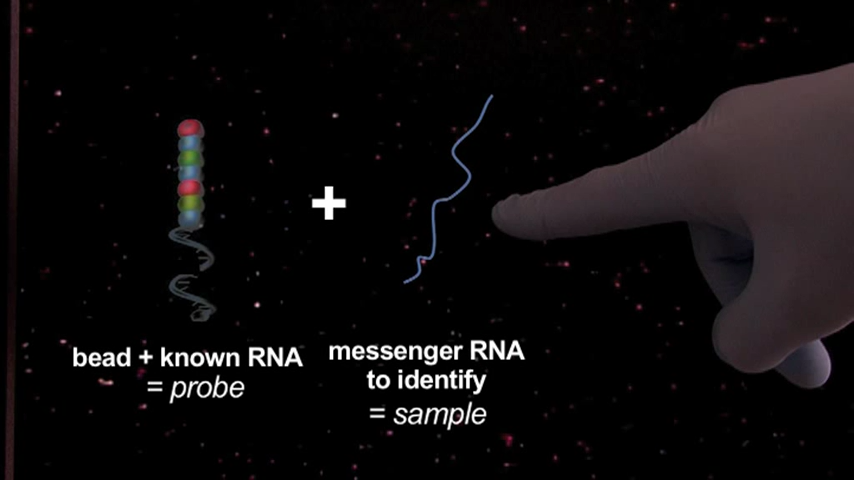 +
bead + known RNA
= probe
messenger RNA
to identify
= sample